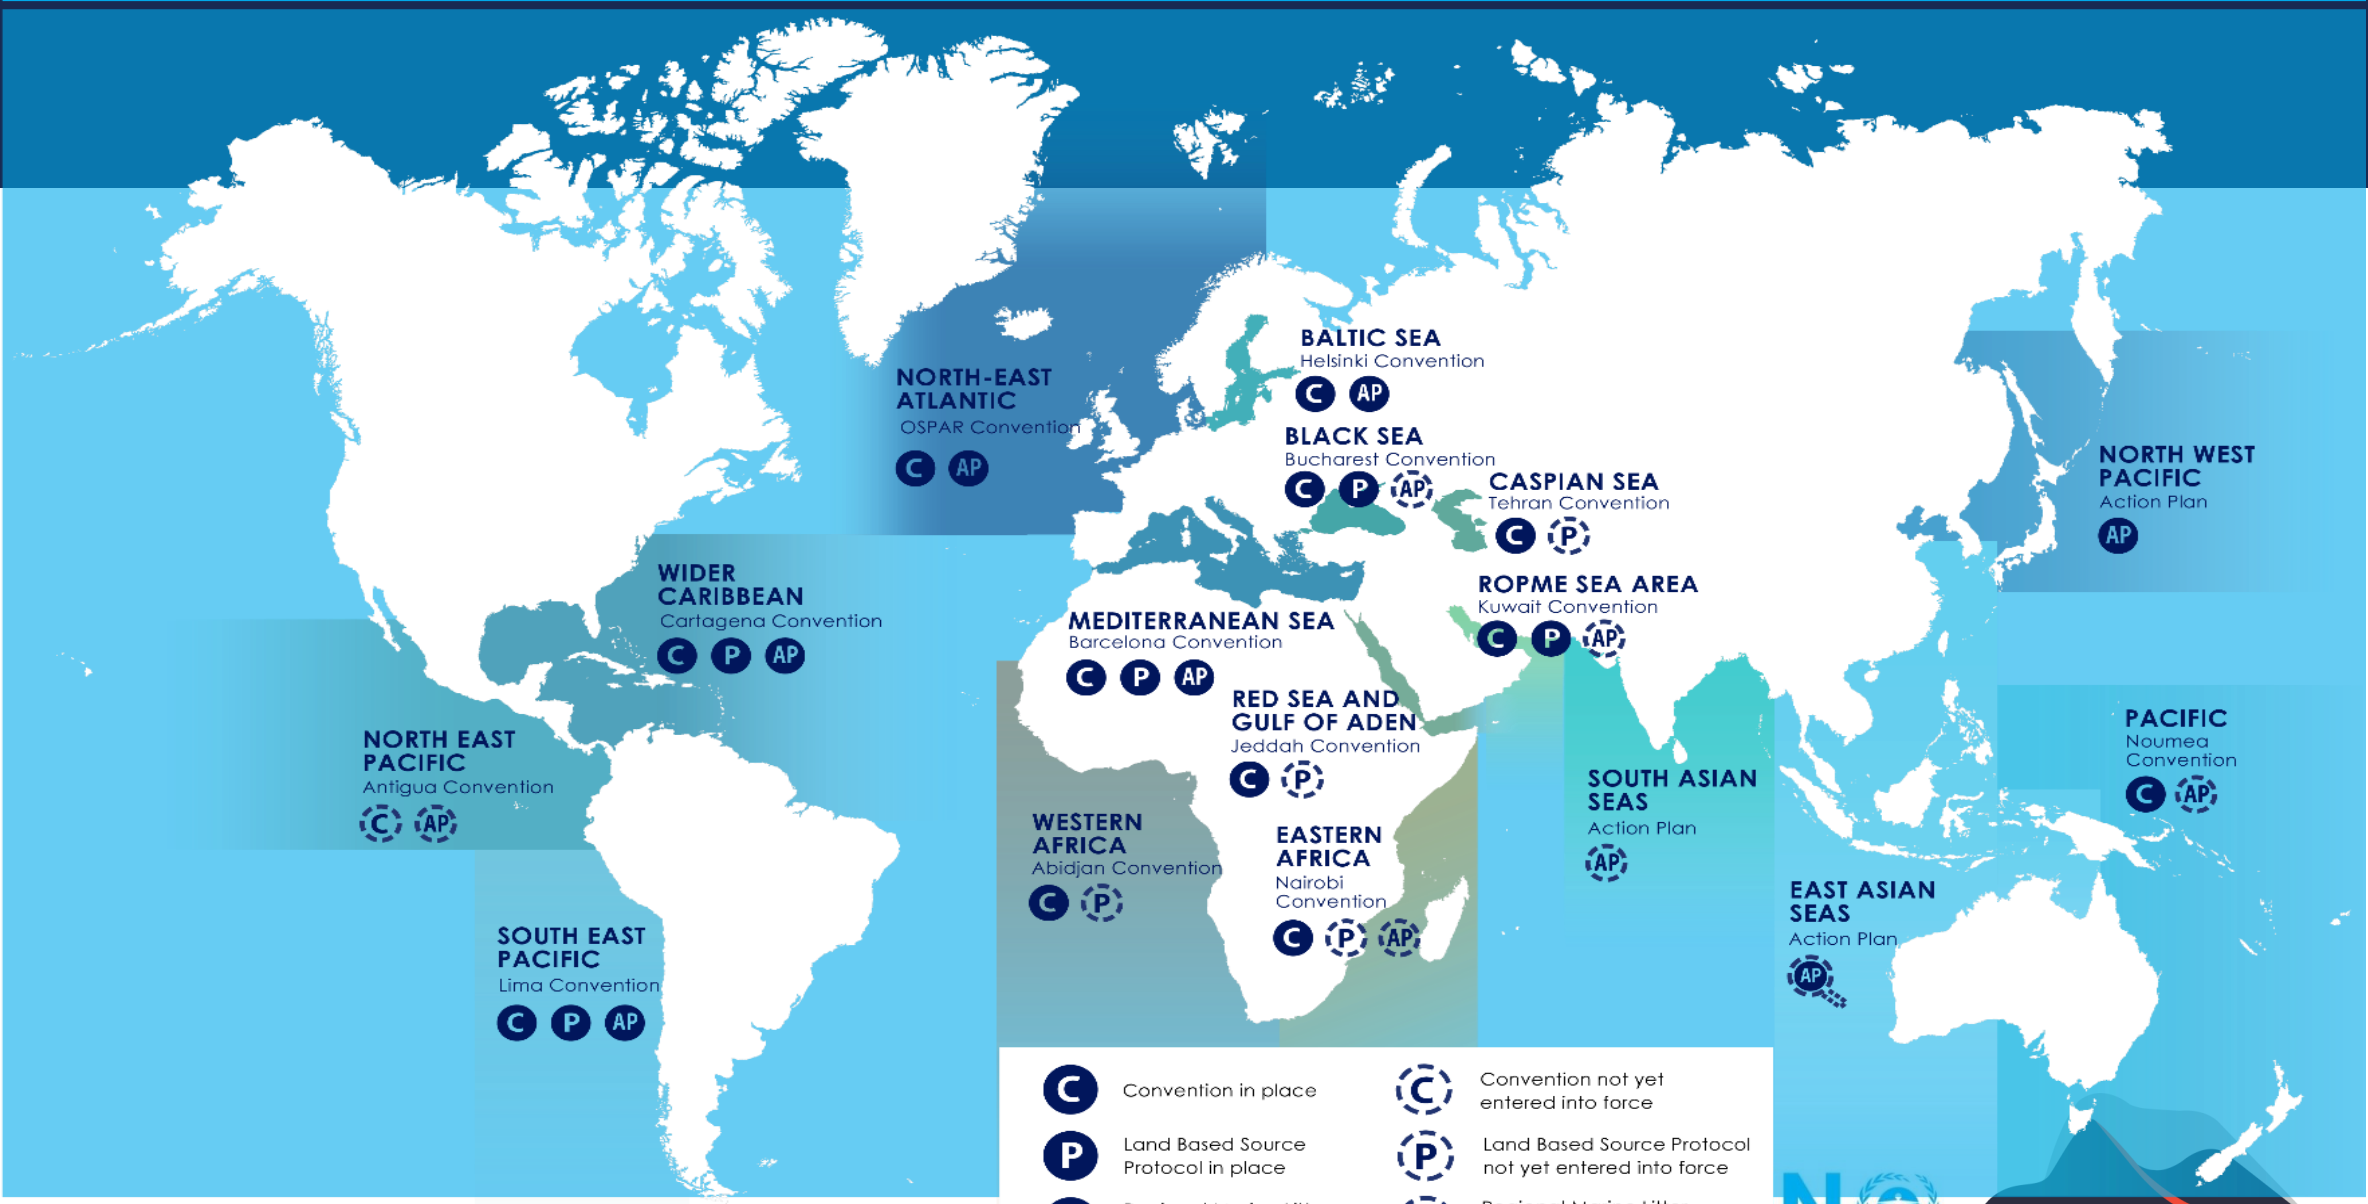 BALTIC SEA
Helsinki Convention
C AP
NORTH-EAST
ATLANTIC
OSPAR Convention
C AP
BLACK SEA
Bucharest Convention
C P AP
CASPIAN SEA
Tehran Convention
C P
NORTH WEST
PACIFIC
Action Plan
AP
WIDER
CARIBBEAN
Cartagena Convention
C P AP
MEDITERRANEAN SEA
Barcelona Convention
C P AP
ROPME SEA AREA
Kuwait Convention
C P AP
RED SEA AND
GULF OF ADEN
Jeddah Convention
C P
NORTH EAST
PACIFIC
Antigua Convention
C AP
PACIFIC
Noumea
Convention
C AP
SOUTH ASIAN
SEAS
Action Plan
AP
WESTERN
AFRICA
Abidjan Convention
C P
EASTERN
AFRICA
Nairobi
Convention
C P AP
EAST ASIAN
SEAS
Action Plan
AP
SOUTH EAST
PACIFIC
Lima Convention
C P AP
C Convention in place
C Convention not yet
entered into force
P Land Based Source
Protocol in place
P Land Based Source Protocol
not yet entered into force